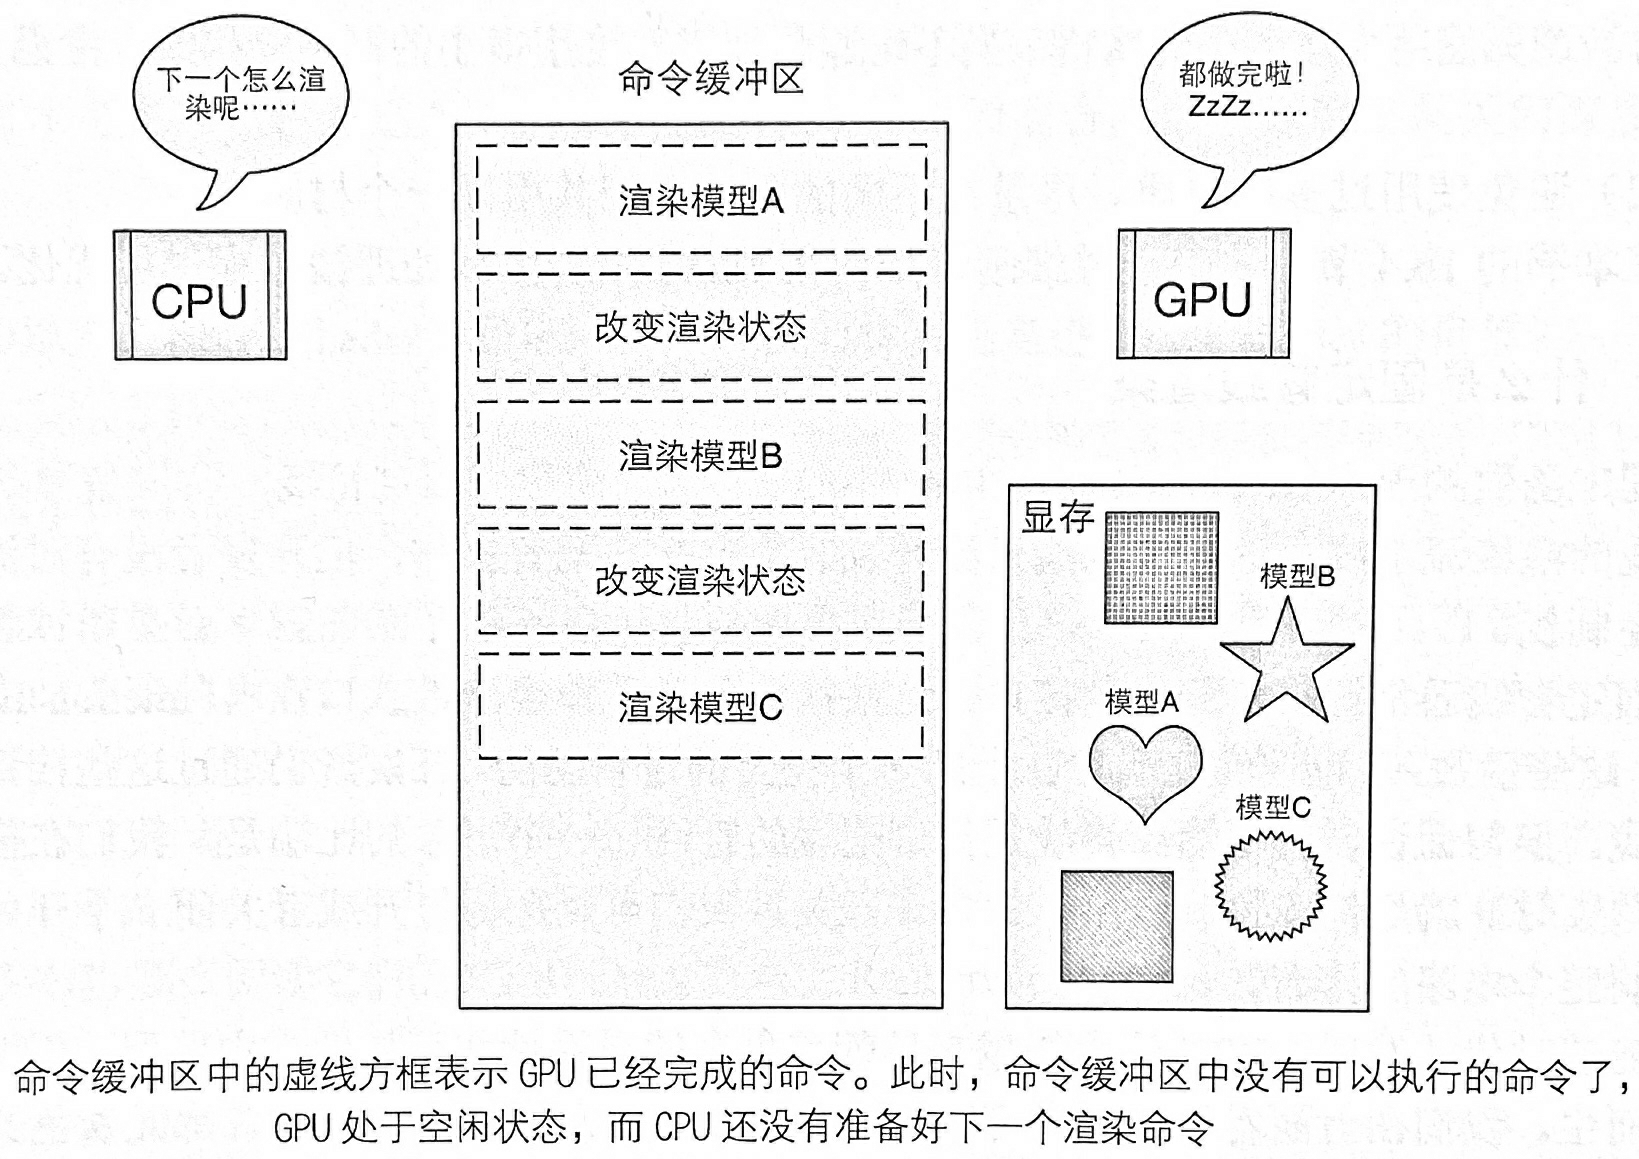 下一个怎么渲
染呢……
命令缓冲区
都做完啦！
ZzZz……
CPU
GPU
渲染模型A
改变渲染状态
渲染模型B
改变渲染状态
渲染模型C
显存
模型B
模型A
模型C
命令缓冲区中的虚线方框表示 GPU 已经完成的命令。此时，命令缓冲区中没有可以执行的命令了，
GPU 处于空闲状态，而 CPU 还没有准备好下一个渲染命令